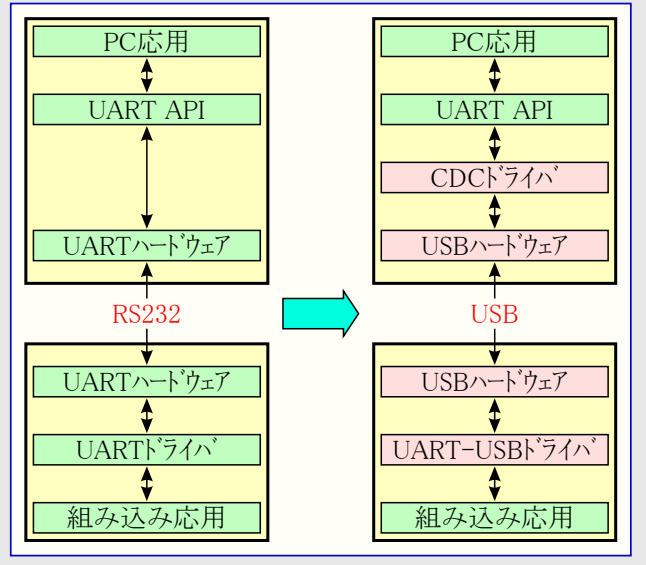 PC応用
UART API
UARTハードウェア
RS232
UARTハードウェア
UARTドライバ
組み込み応用
PC応用
UART API
CDCドライバ
USBハードウェア
USB
USBハードウェア
UART-USBドライバ
組み込み応用